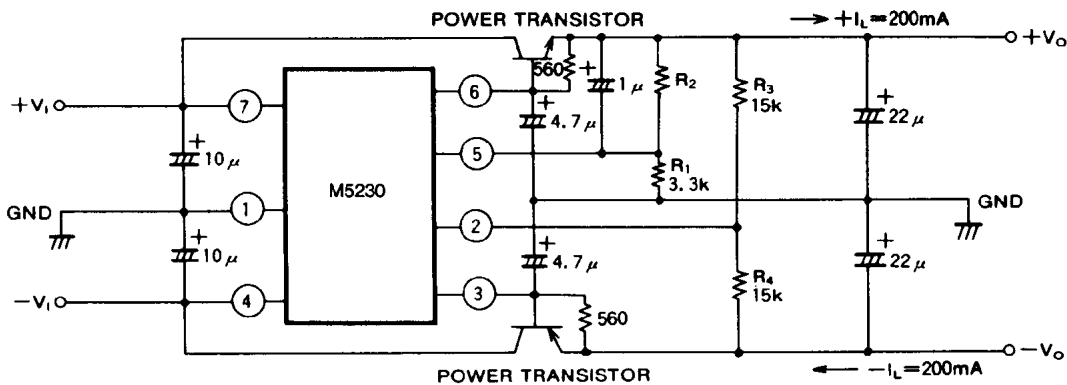 POWER TRANSISTOR
→ +IL=200mA
+VO
560
+
1μ
R2
R3
15k
6
+VI
7
+
4.7μ
+
22μ
+
10μ
5
R1
3.3k
M5230
GND
1
GND
2
+
10μ
+
4.7μ
+
22μ
R4
15k
-VI
4
3
560
-VO
← -IL=200mA
POWER TRANSISTOR